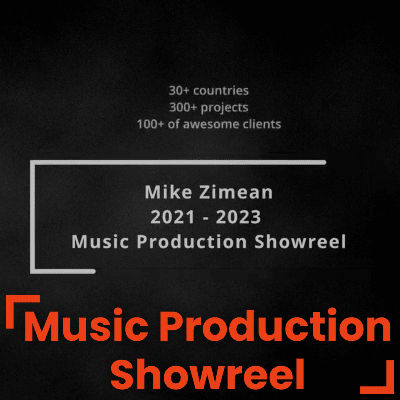 30+ countries
300+ projects
100+ of awesome clients
Mike Zimean
2021 - 2023
Music Production Showreel
Music Production
Showreel